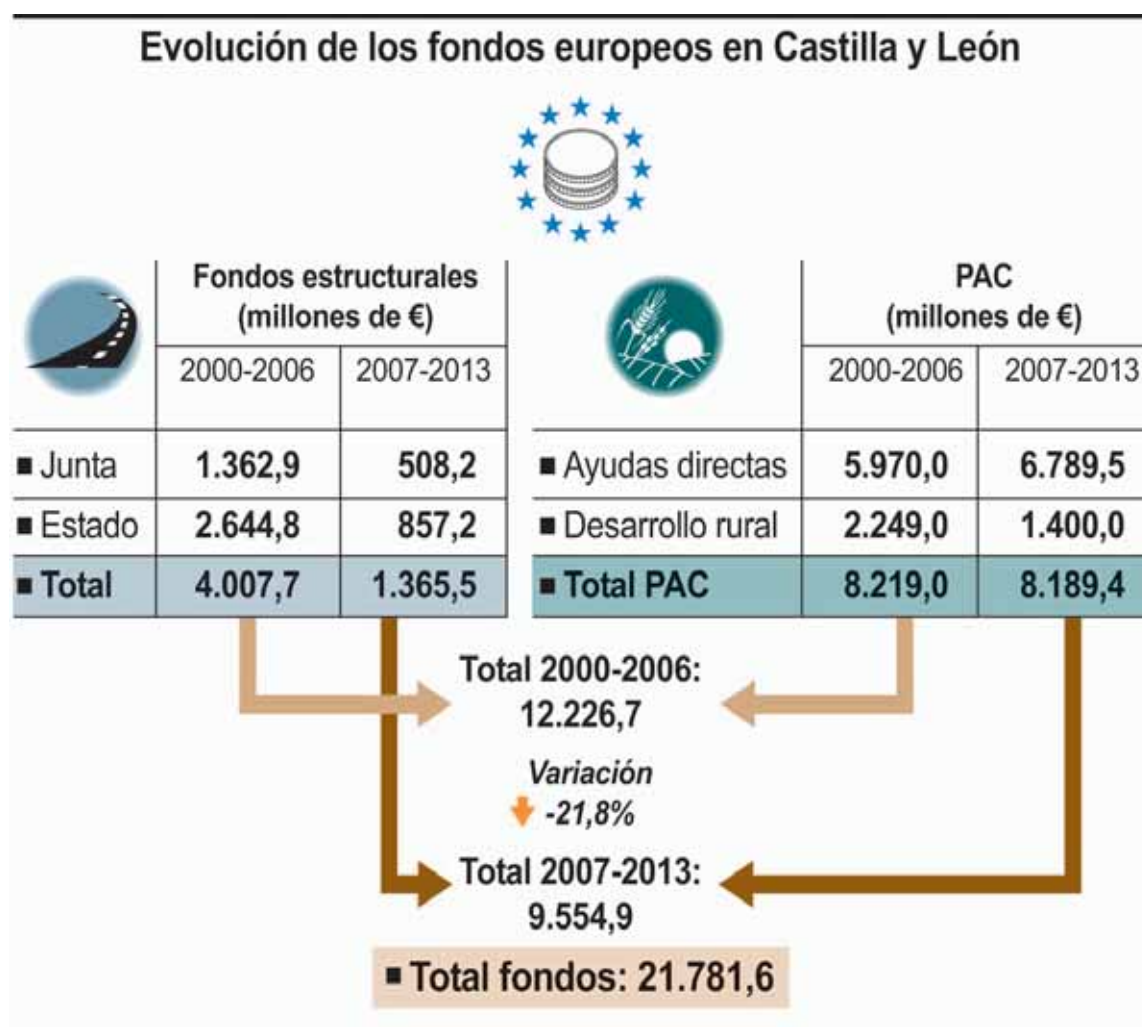 Evolución de los fondos europeos en Castilla y León
Fondos estructurales
(millones de €)
2000-2006 2007-2013
■ Junta 1.362,9 508,2
■ Estado 2.644,8 857,2
■ Total 4.007,7 1.365,5
PAC
(millones de €)
2000-2006 2007-2013
■ Ayudas directas 5.970,0 6.789,5
■ Desarrollo rural 2.249,0 1.400,0
■ Total PAC 8.219,0 8.189,4
Total 2000-2006:
12.226,7
Variación
-21,8%
Total 2007-2013:
9.554,9
■ Total fondos: 21.781,6